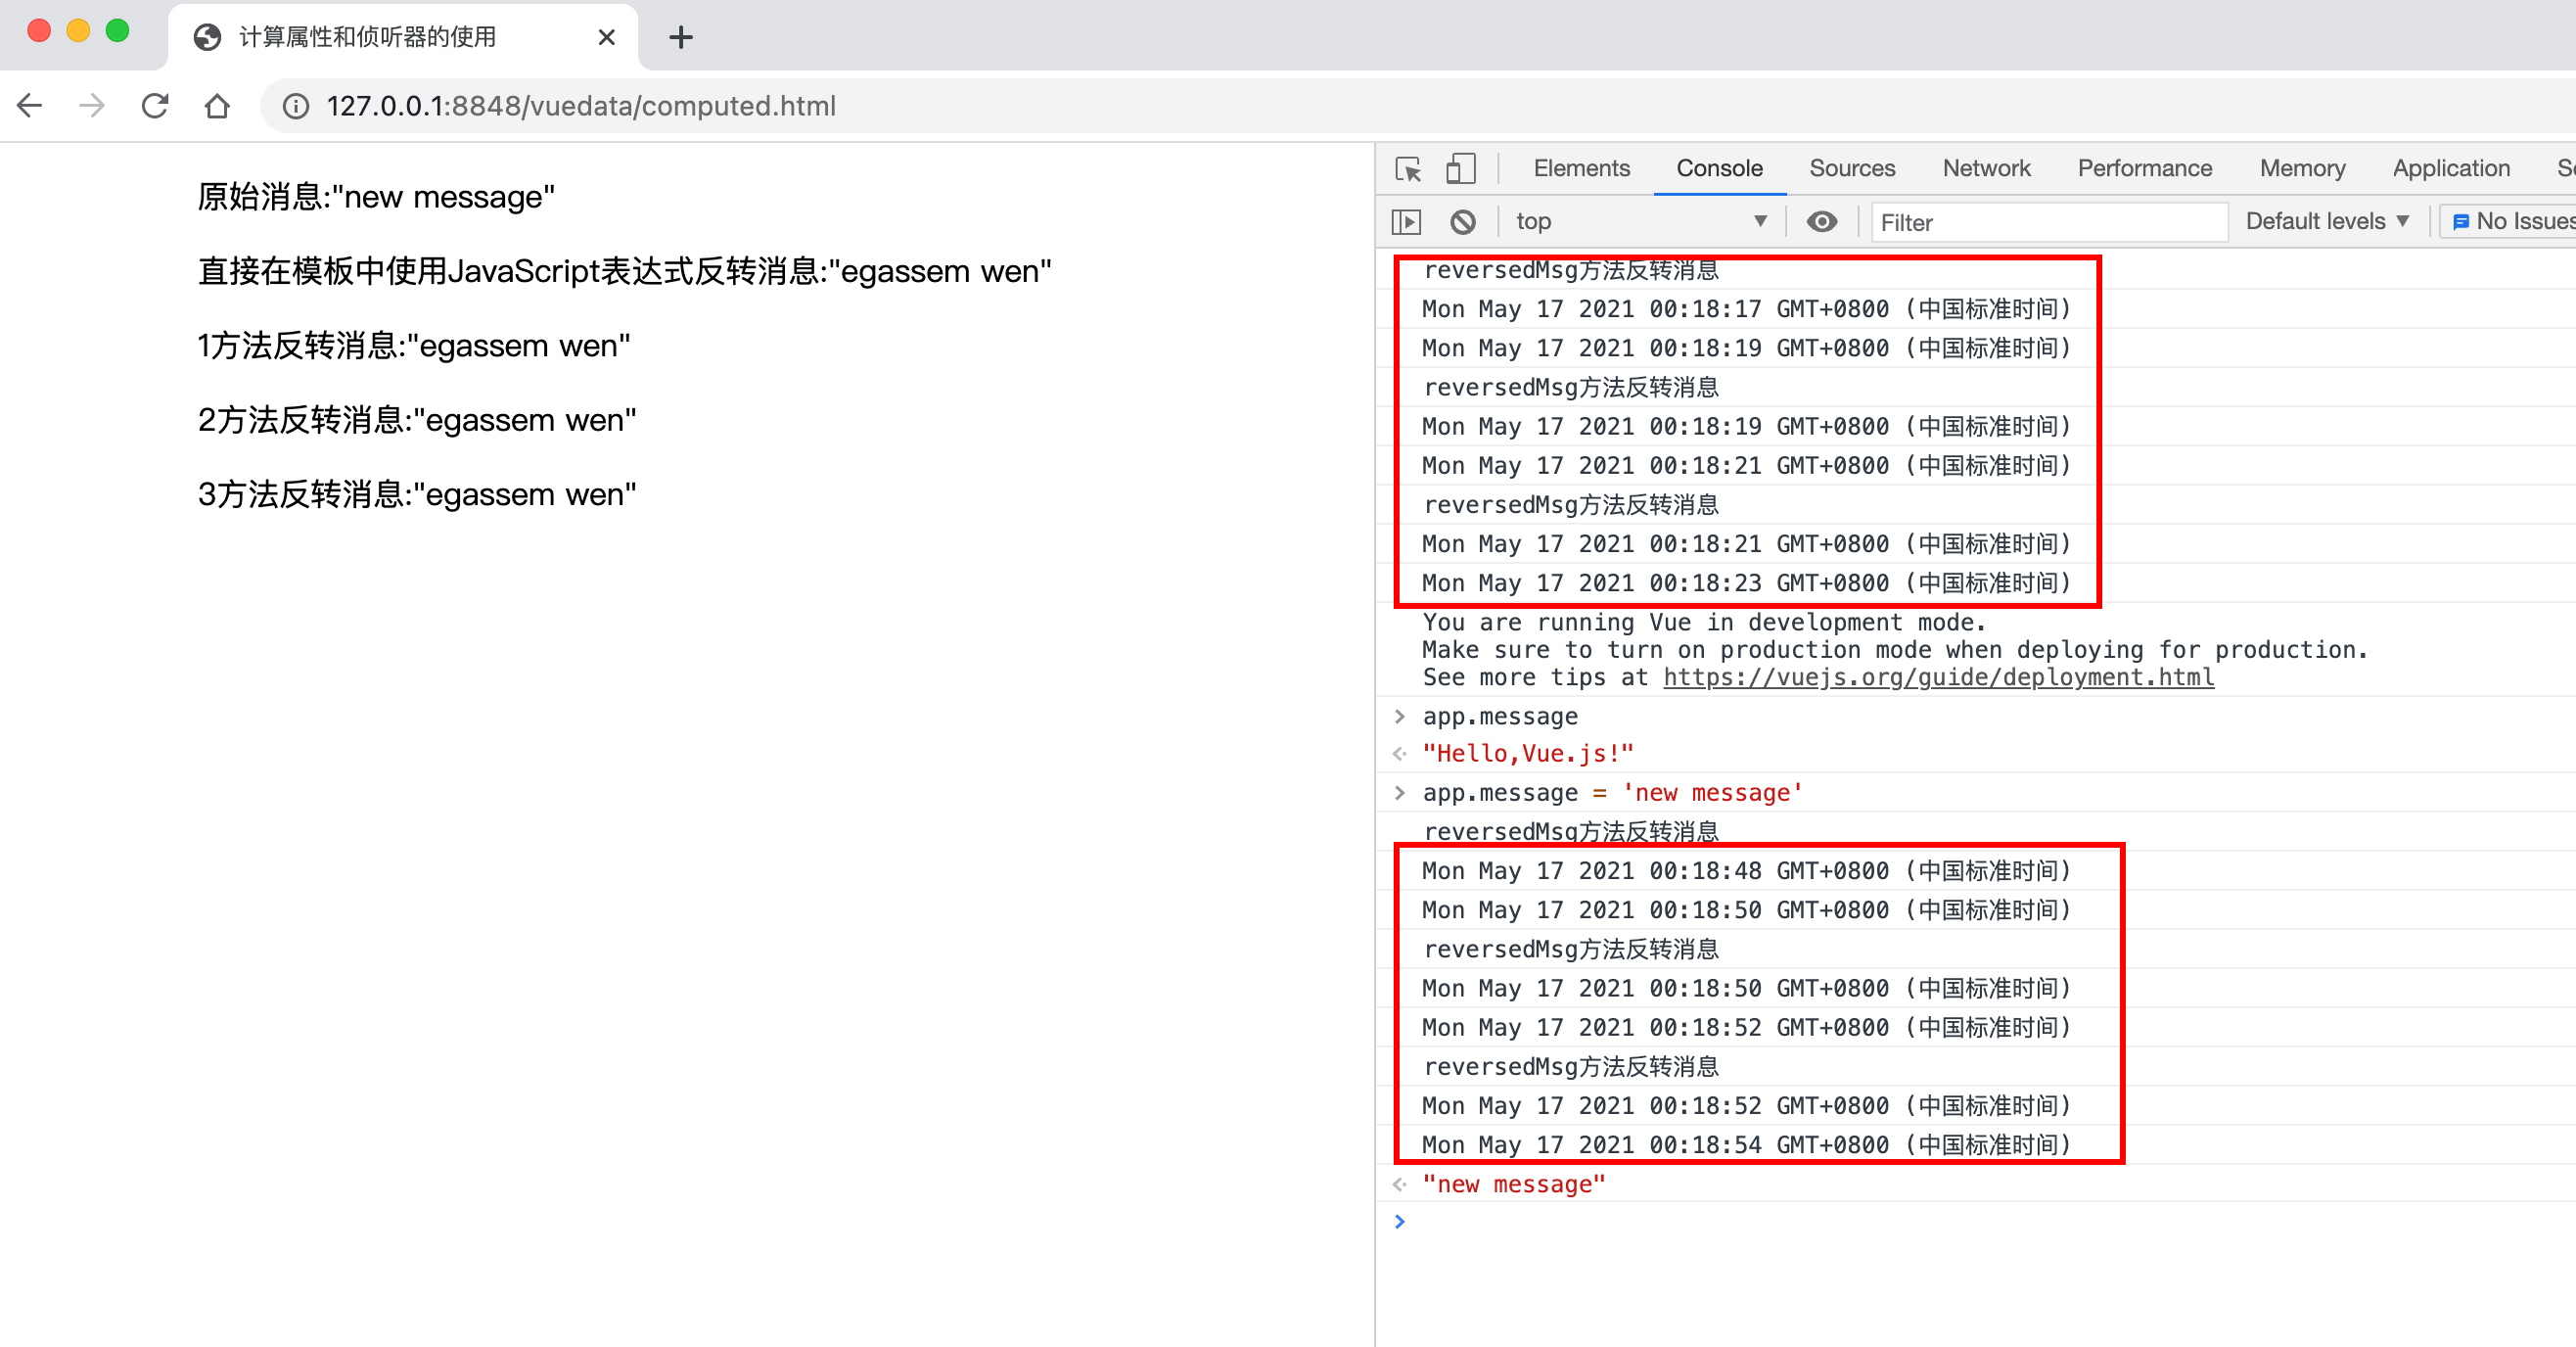 计算属性和侦听器的使用
127.0.0.1:8848/vuedata/computed.html
原始消息:"new message"
直接在模板中使用JavaScript表达式反转消息:"egassem wen"
1方法反转消息:"egassem wen"
2方法反转消息:"egassem wen"
3方法反转消息:"egassem wen"
Elements Console Sources Network Performance Memory Application
top Filter Default levels No Issues
reversedMsg方法反转消息
Mon May 17 2021 00:18:17 GMT+0800 (中国标准时间)
Mon May 17 2021 00:18:19 GMT+0800 (中国标准时间)
reversedMsg方法反转消息
Mon May 17 2021 00:18:19 GMT+0800 (中国标准时间)
Mon May 17 2021 00:18:21 GMT+0800 (中国标准时间)
reversedMsg方法反转消息
Mon May 17 2021 00:18:21 GMT+0800 (中国标准时间)
Mon May 17 2021 00:18:23 GMT+0800 (中国标准时间)
You are running Vue in development mode.
Make sure to turn on production mode when deploying for production.
See more tips at https://vuejs.org/guide/deployment.html
> app.message
"Hello,Vue.js!"
> app.message = 'new message'
reversedMsg方法反转消息
Mon May 17 2021 00:18:48 GMT+0800 (中国标准时间)
Mon May 17 2021 00:18:50 GMT+0800 (中国标准时间)
reversedMsg方法反转消息
Mon May 17 2021 00:18:50 GMT+0800 (中国标准时间)
Mon May 17 2021 00:18:52 GMT+0800 (中国标准时间)
reversedMsg方法反转消息
Mon May 17 2021 00:18:52 GMT+0800 (中国标准时间)
Mon May 17 2021 00:18:54 GMT+0800 (中国标准时间)
"new message"
>